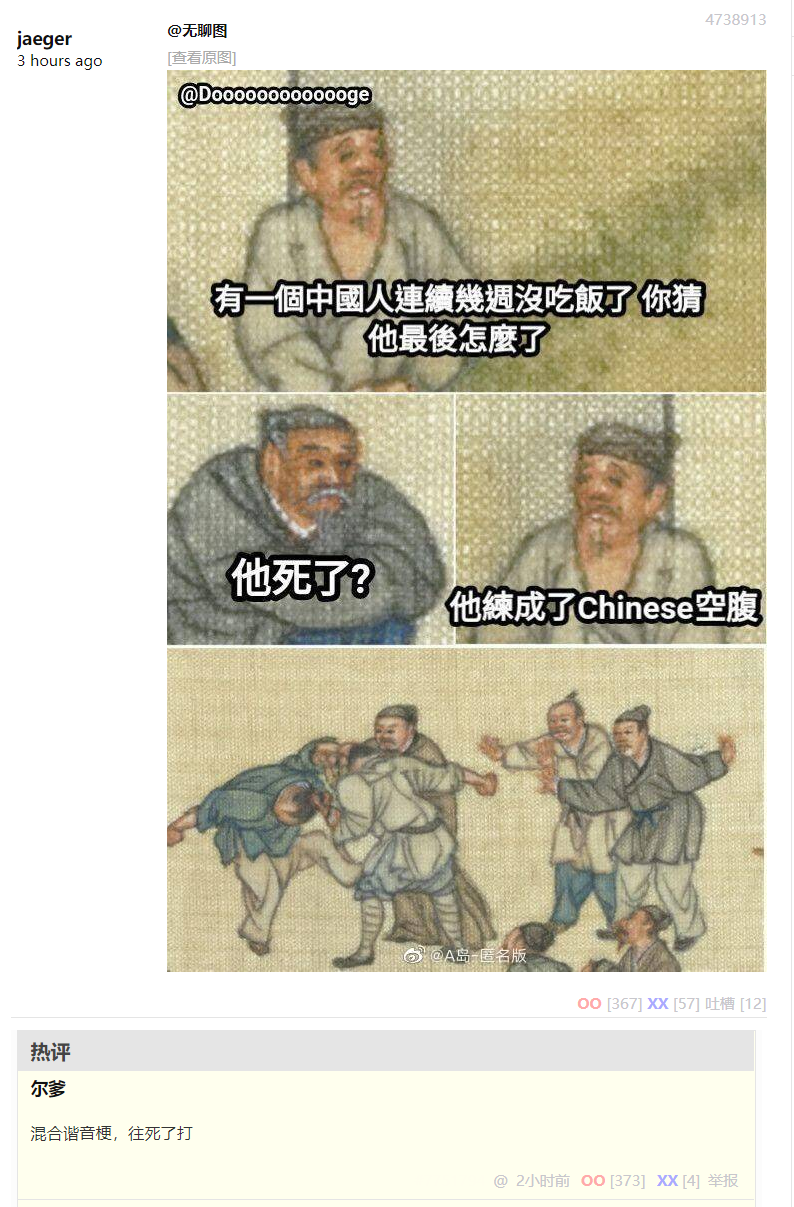 4738913
jaeger
3 hours ago
@无聊图
[查看原图]
@Dooooooooooooge
有一個中國人連續幾週沒吃飯了 你猜
他最後怎麼了
他死了?
他練成了Chinese空腹
@A岛-匿名版
OO [367] XX [57] 吐槽 [12]
热评
尔爹
混合谐音梗，往死了打
@ 2小时前 OO [373] XX [4] 举报